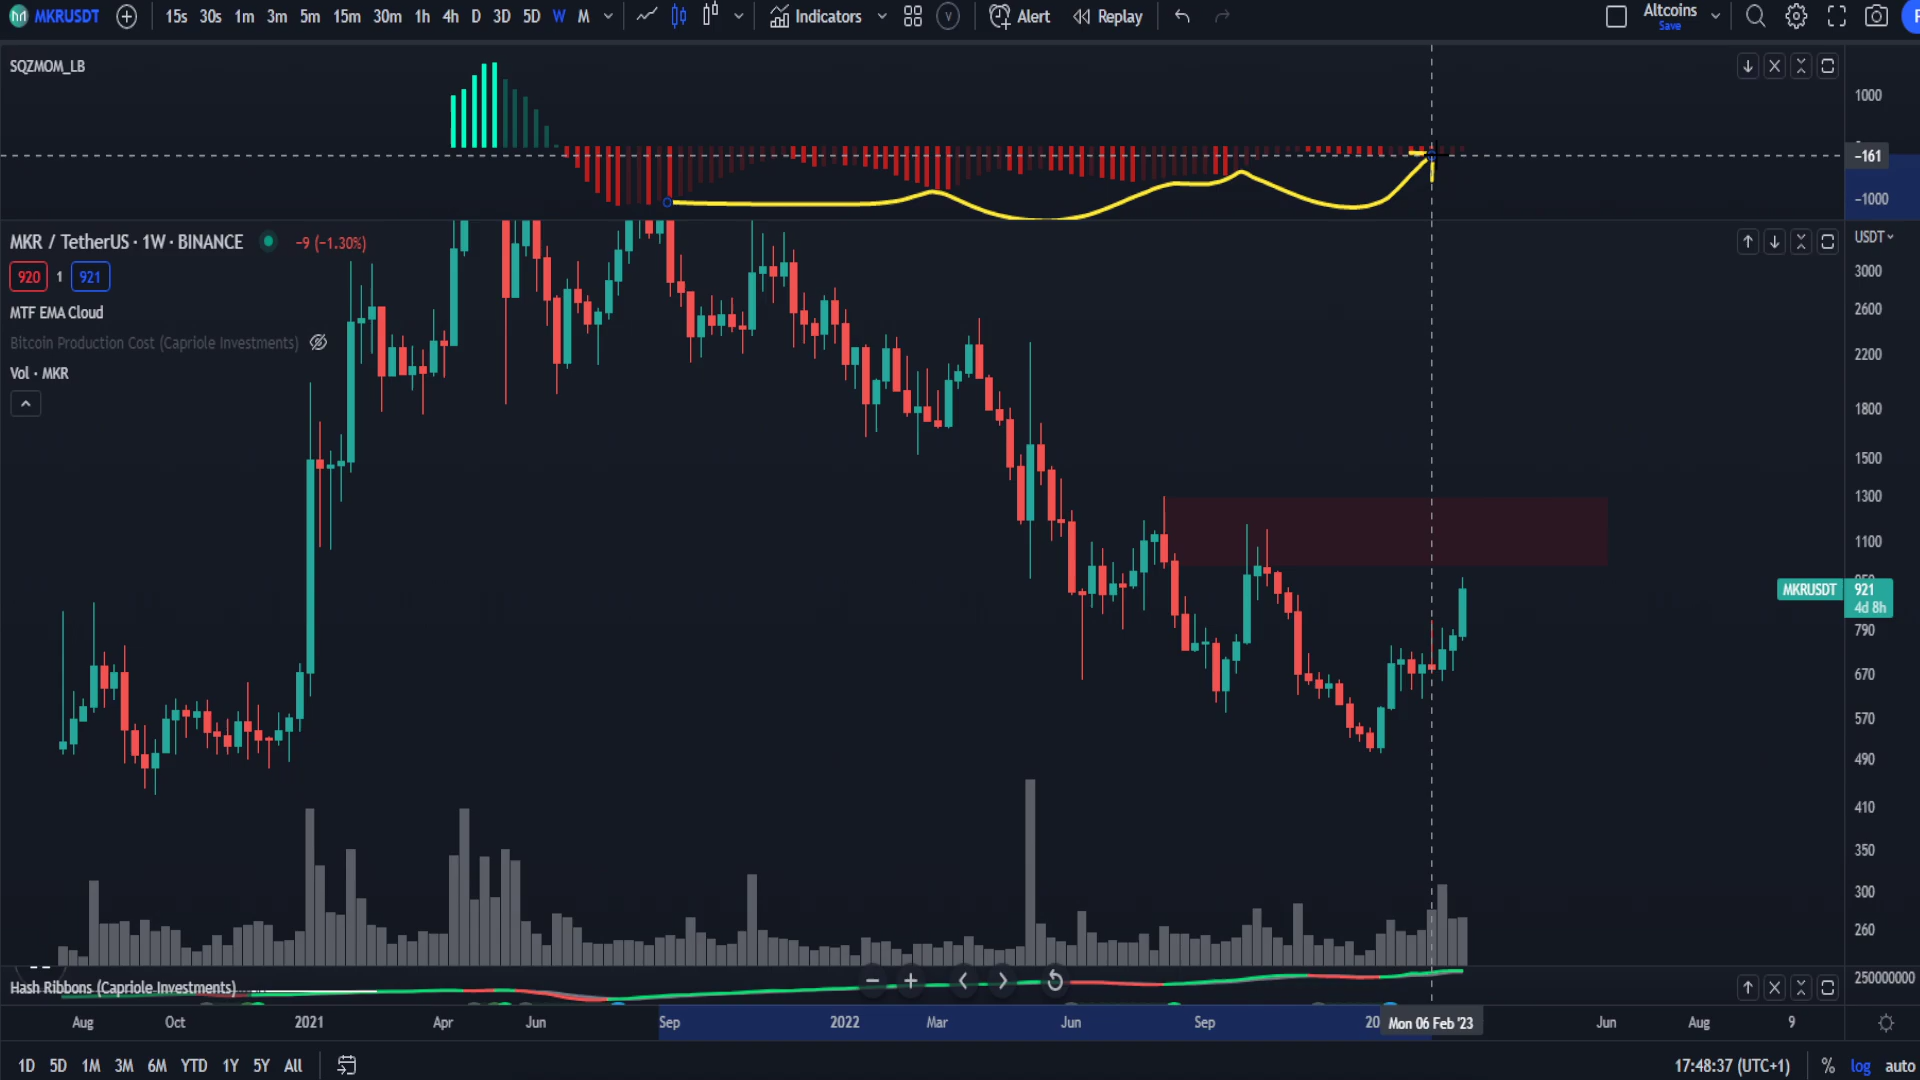 MKRUSDT 15s 30s 1m 3m 5m 15m 30m 1h 4h D 3D 5D W M Indicators V Alert Replay Altcoins
Save
SQZMOM_LB
1000
−161
−1000
MKR / TetherUS · 1W · BINANCE −9 (−1.30%)
USDT
920 1 921
3000
MTF EMA Cloud
2600
Bitcoin Production Cost (Capriole Investments)
2200
Vol · MKR
1800
1500
1300
1100
MKRUSDT 921
4d 8h
790
670
570
490
410
350
300
260
Hash Ribbons (Capriole Investments)
250000000
Aug Oct 2021 Apr Jun Sep 2022 Mar Jun Sep 20 Mon 06 Feb '23 Jun Aug 9
1D 5D 1M 3M 6M YTD 1Y 5Y All 17:48:37 (UTC+1) % log auto